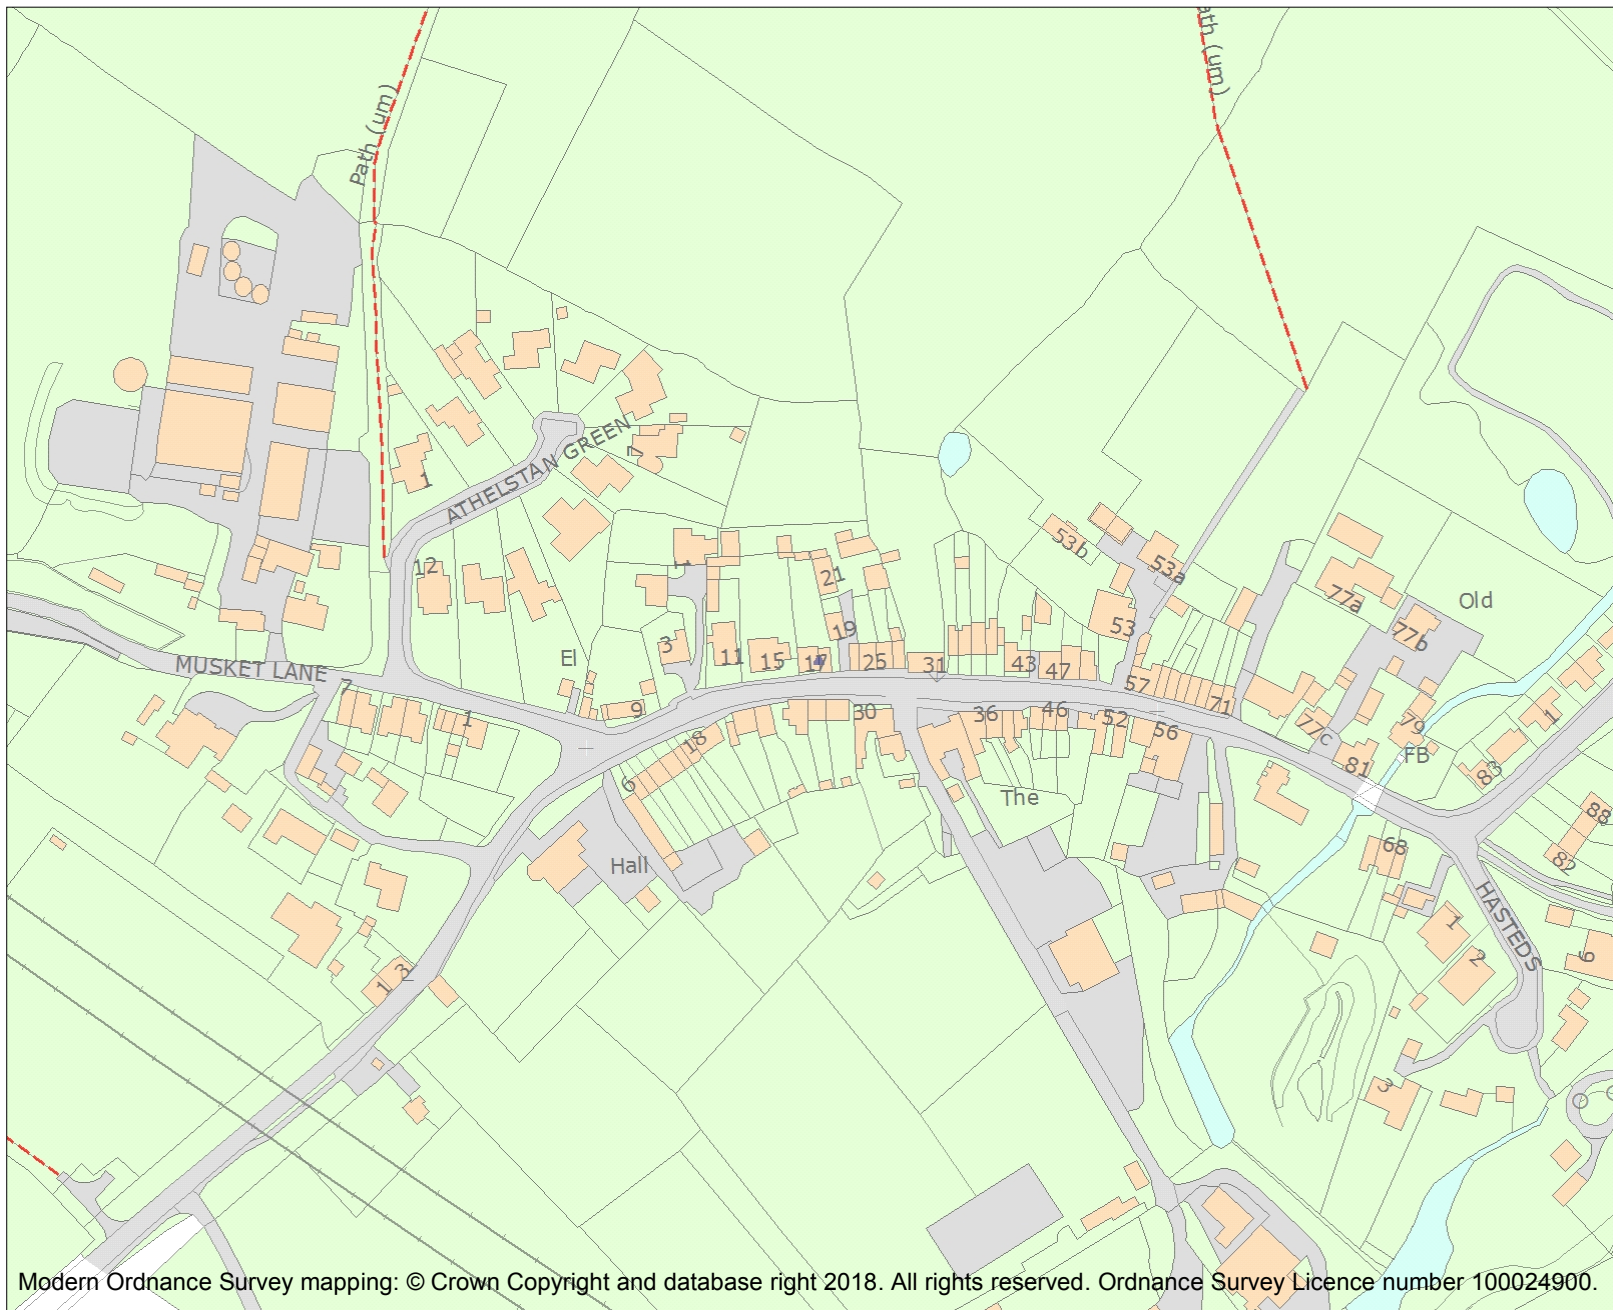 Path (um)
ath (um)
ATHELSTAN GREEN
7
1
12
1
21
53b
53a
77a
Old
77b
19
3
53
El
11
15
17
25
31
43
47
57
71
MUSKET LANE
7
1
9
18
30
36
46
52
56
77c
79
1
FB
81
83
6
The
88
82
68
Hall
HASTEDS
1
2
6
1
3
3
Modern Ordnance Survey mapping: © Crown Copyright and database right 2018. All rights reserved. Ordnance Survey Licence number 100024900.